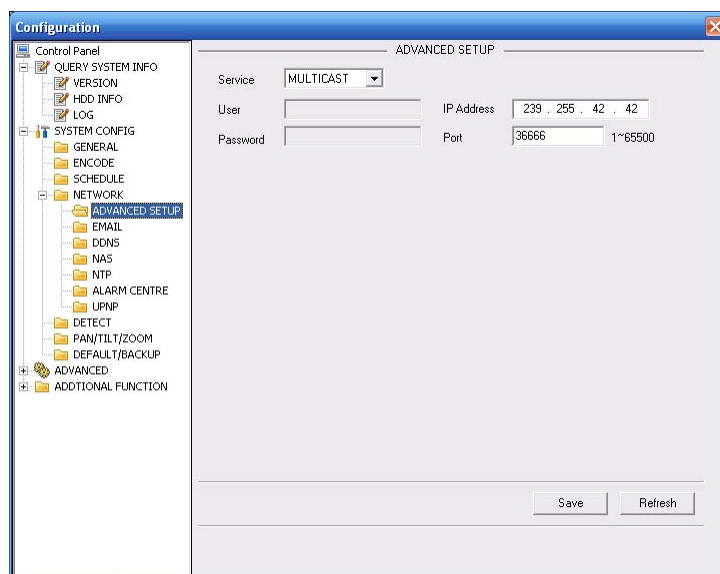 Configuration
Control Panel
QUERY SYSTEM INFO
VERSION
HDD INFO
LOG
SYSTEM CONFIG
GENERAL
ENCODE
SCHEDULE
NETWORK
ADVANCED SETUP
EMAIL
DDNS
NAS
NTP
ALARM CENTRE
UPNP
DETECT
PAN/TILT/ZOOM
DEFAULT/BACKUP
ADVANCED
ADDTIONAL FUNCTION
ADVANCED SETUP
Service MULTICAST
User IP Address 239 . 255 . 42 . 42
Password Port 36666 1~65500
Save Refresh